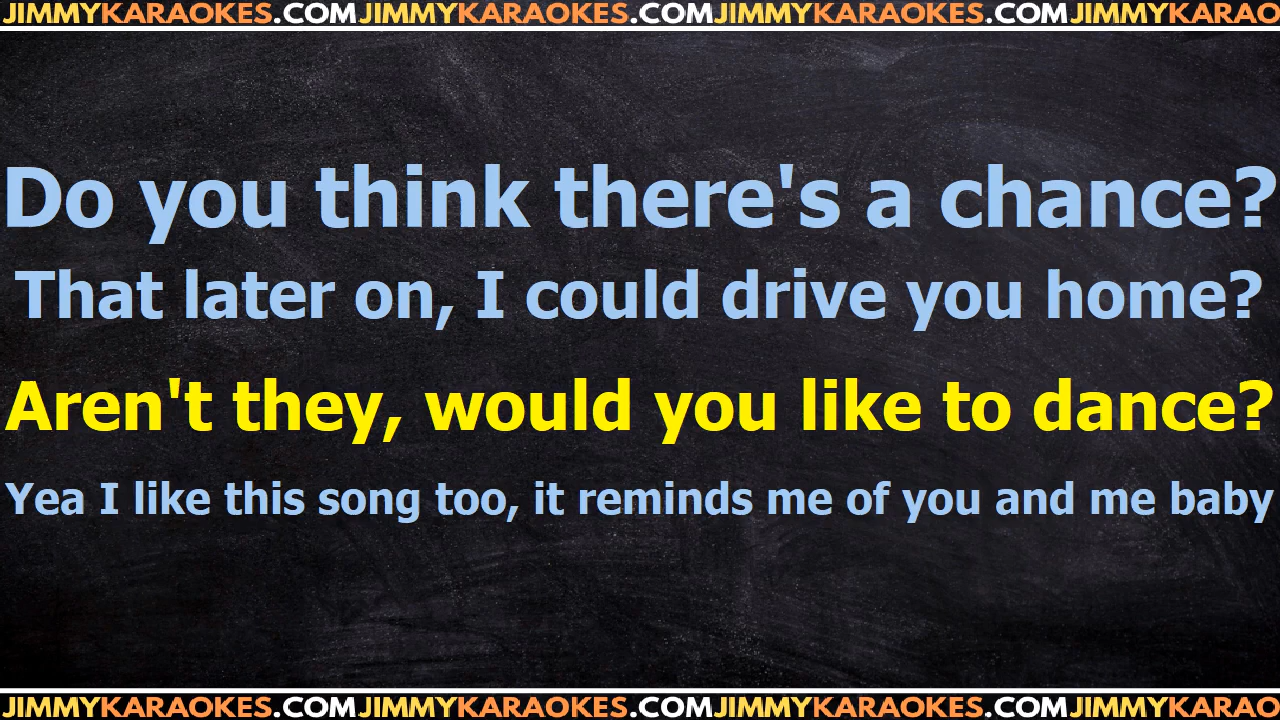 JIMMYKARAOKES.COMJIMMYKARAOKES.COMJIMMYKARAOKES.COMJIMMYKARAO
Do you think there's a chance?
That later on, I could drive you home?
Aren't they, would you like to dance?
Yea I like this song too, it reminds me of you and me baby
JIMMYKARAOKES.COMJIMMYKARAOKES.COMJIMMYKARAOKES.COMJIMMYKARAO